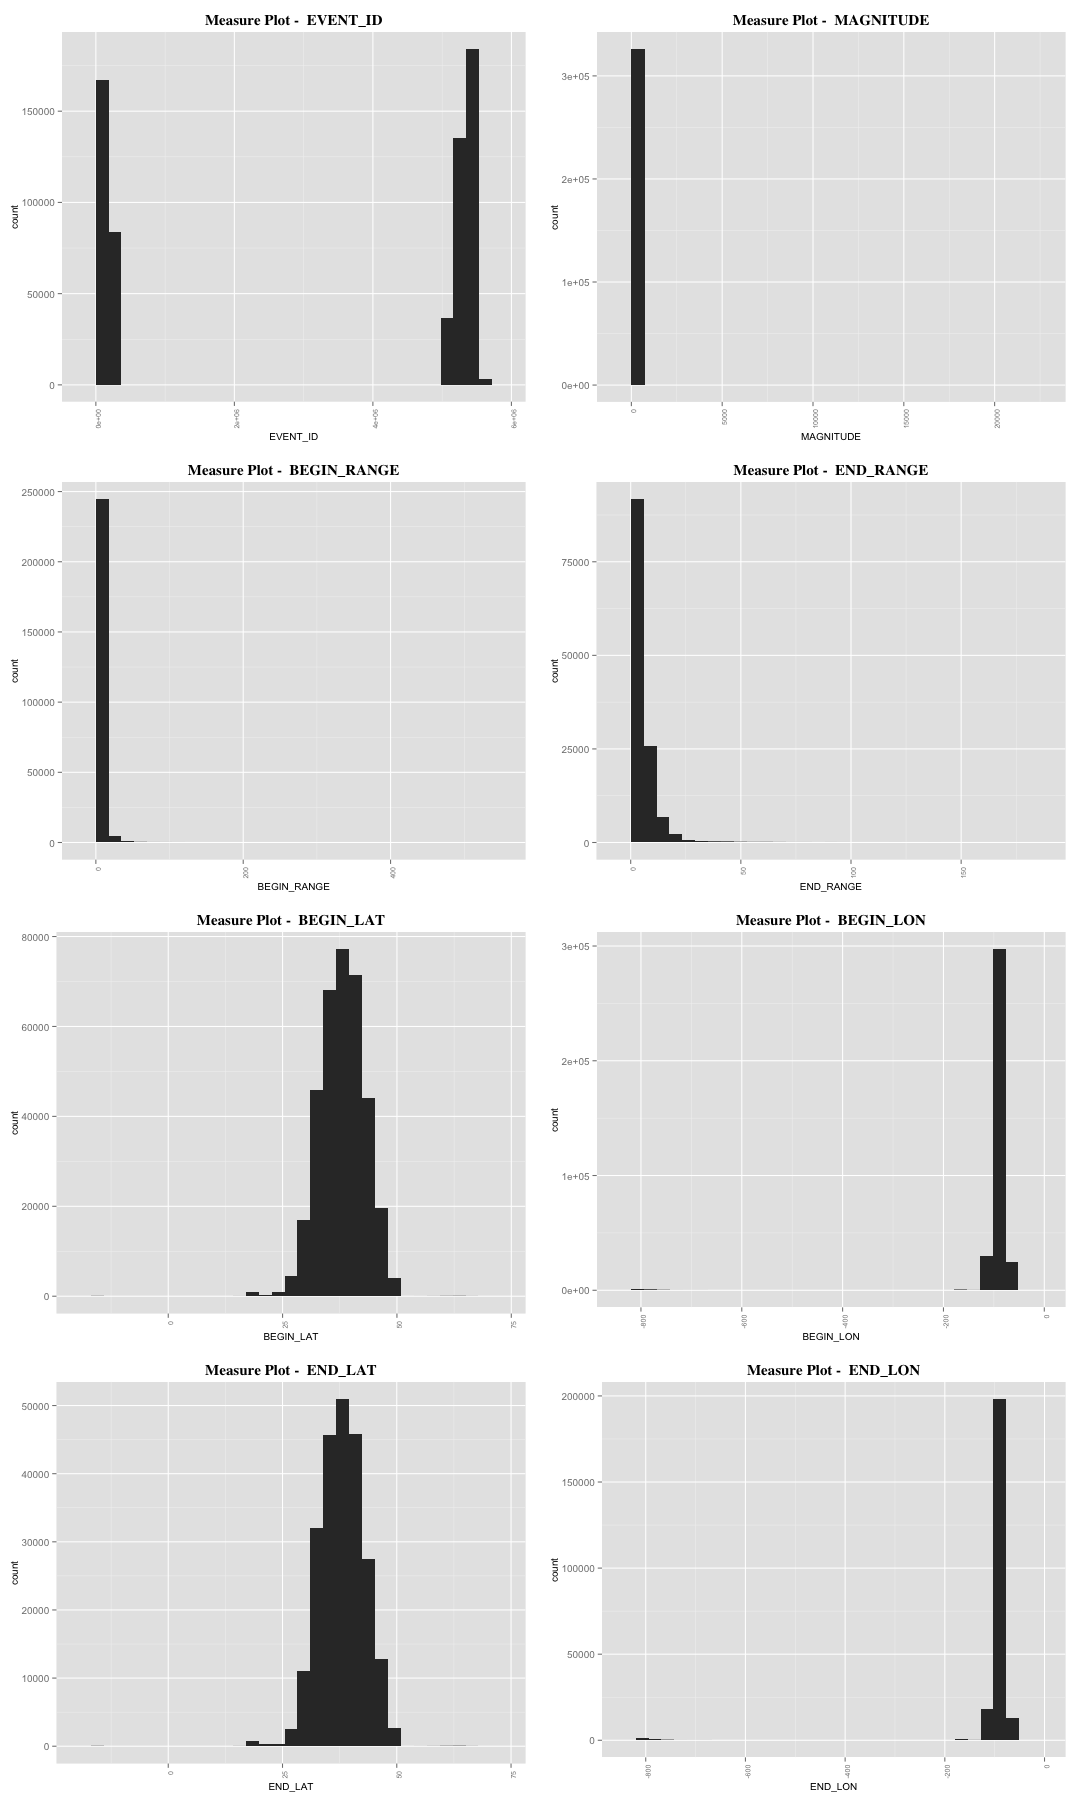 Measure Plot -  EVENT_ID
150000
100000
50000
0
count
0e+00
2e+06
4e+06
6e+06
EVENT_ID
Measure Plot -  MAGNITUDE
3e+05
2e+05
1e+05
0e+00
count
0
5000
10000
15000
20000
MAGNITUDE
Measure Plot -  BEGIN_RANGE
250000
200000
150000
100000
50000
0
count
0
200
400
BEGIN_RANGE
Measure Plot -  END_RANGE
75000
50000
25000
0
count
0
50
100
150
END_RANGE
Measure Plot -  BEGIN_LAT
80000
60000
40000
20000
0
count
0
25
50
75
BEGIN_LAT
Measure Plot -  BEGIN_LON
3e+05
2e+05
1e+05
0e+00
count
-800
-600
-400
-200
0
BEGIN_LON
Measure Plot -  END_LAT
50000
40000
30000
20000
10000
0
count
0
25
50
75
END_LAT
Measure Plot -  END_LON
200000
150000
100000
50000
0
count
-800
-600
-400
-200
0
END_LON